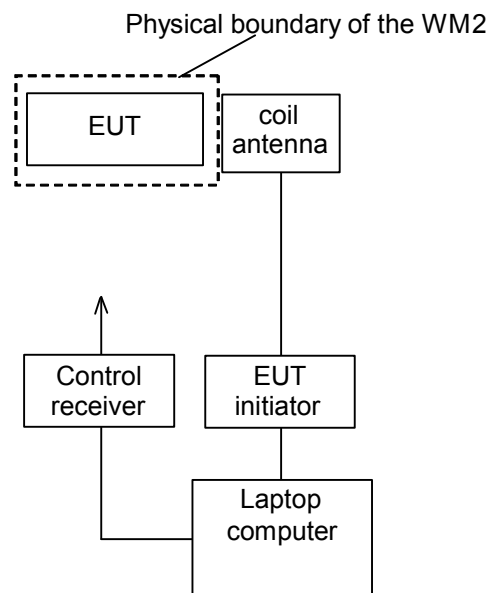 Physical boundary of the WM2
EUT
coil
antenna
Control
receiver
EUT
initiator
Laptop
computer